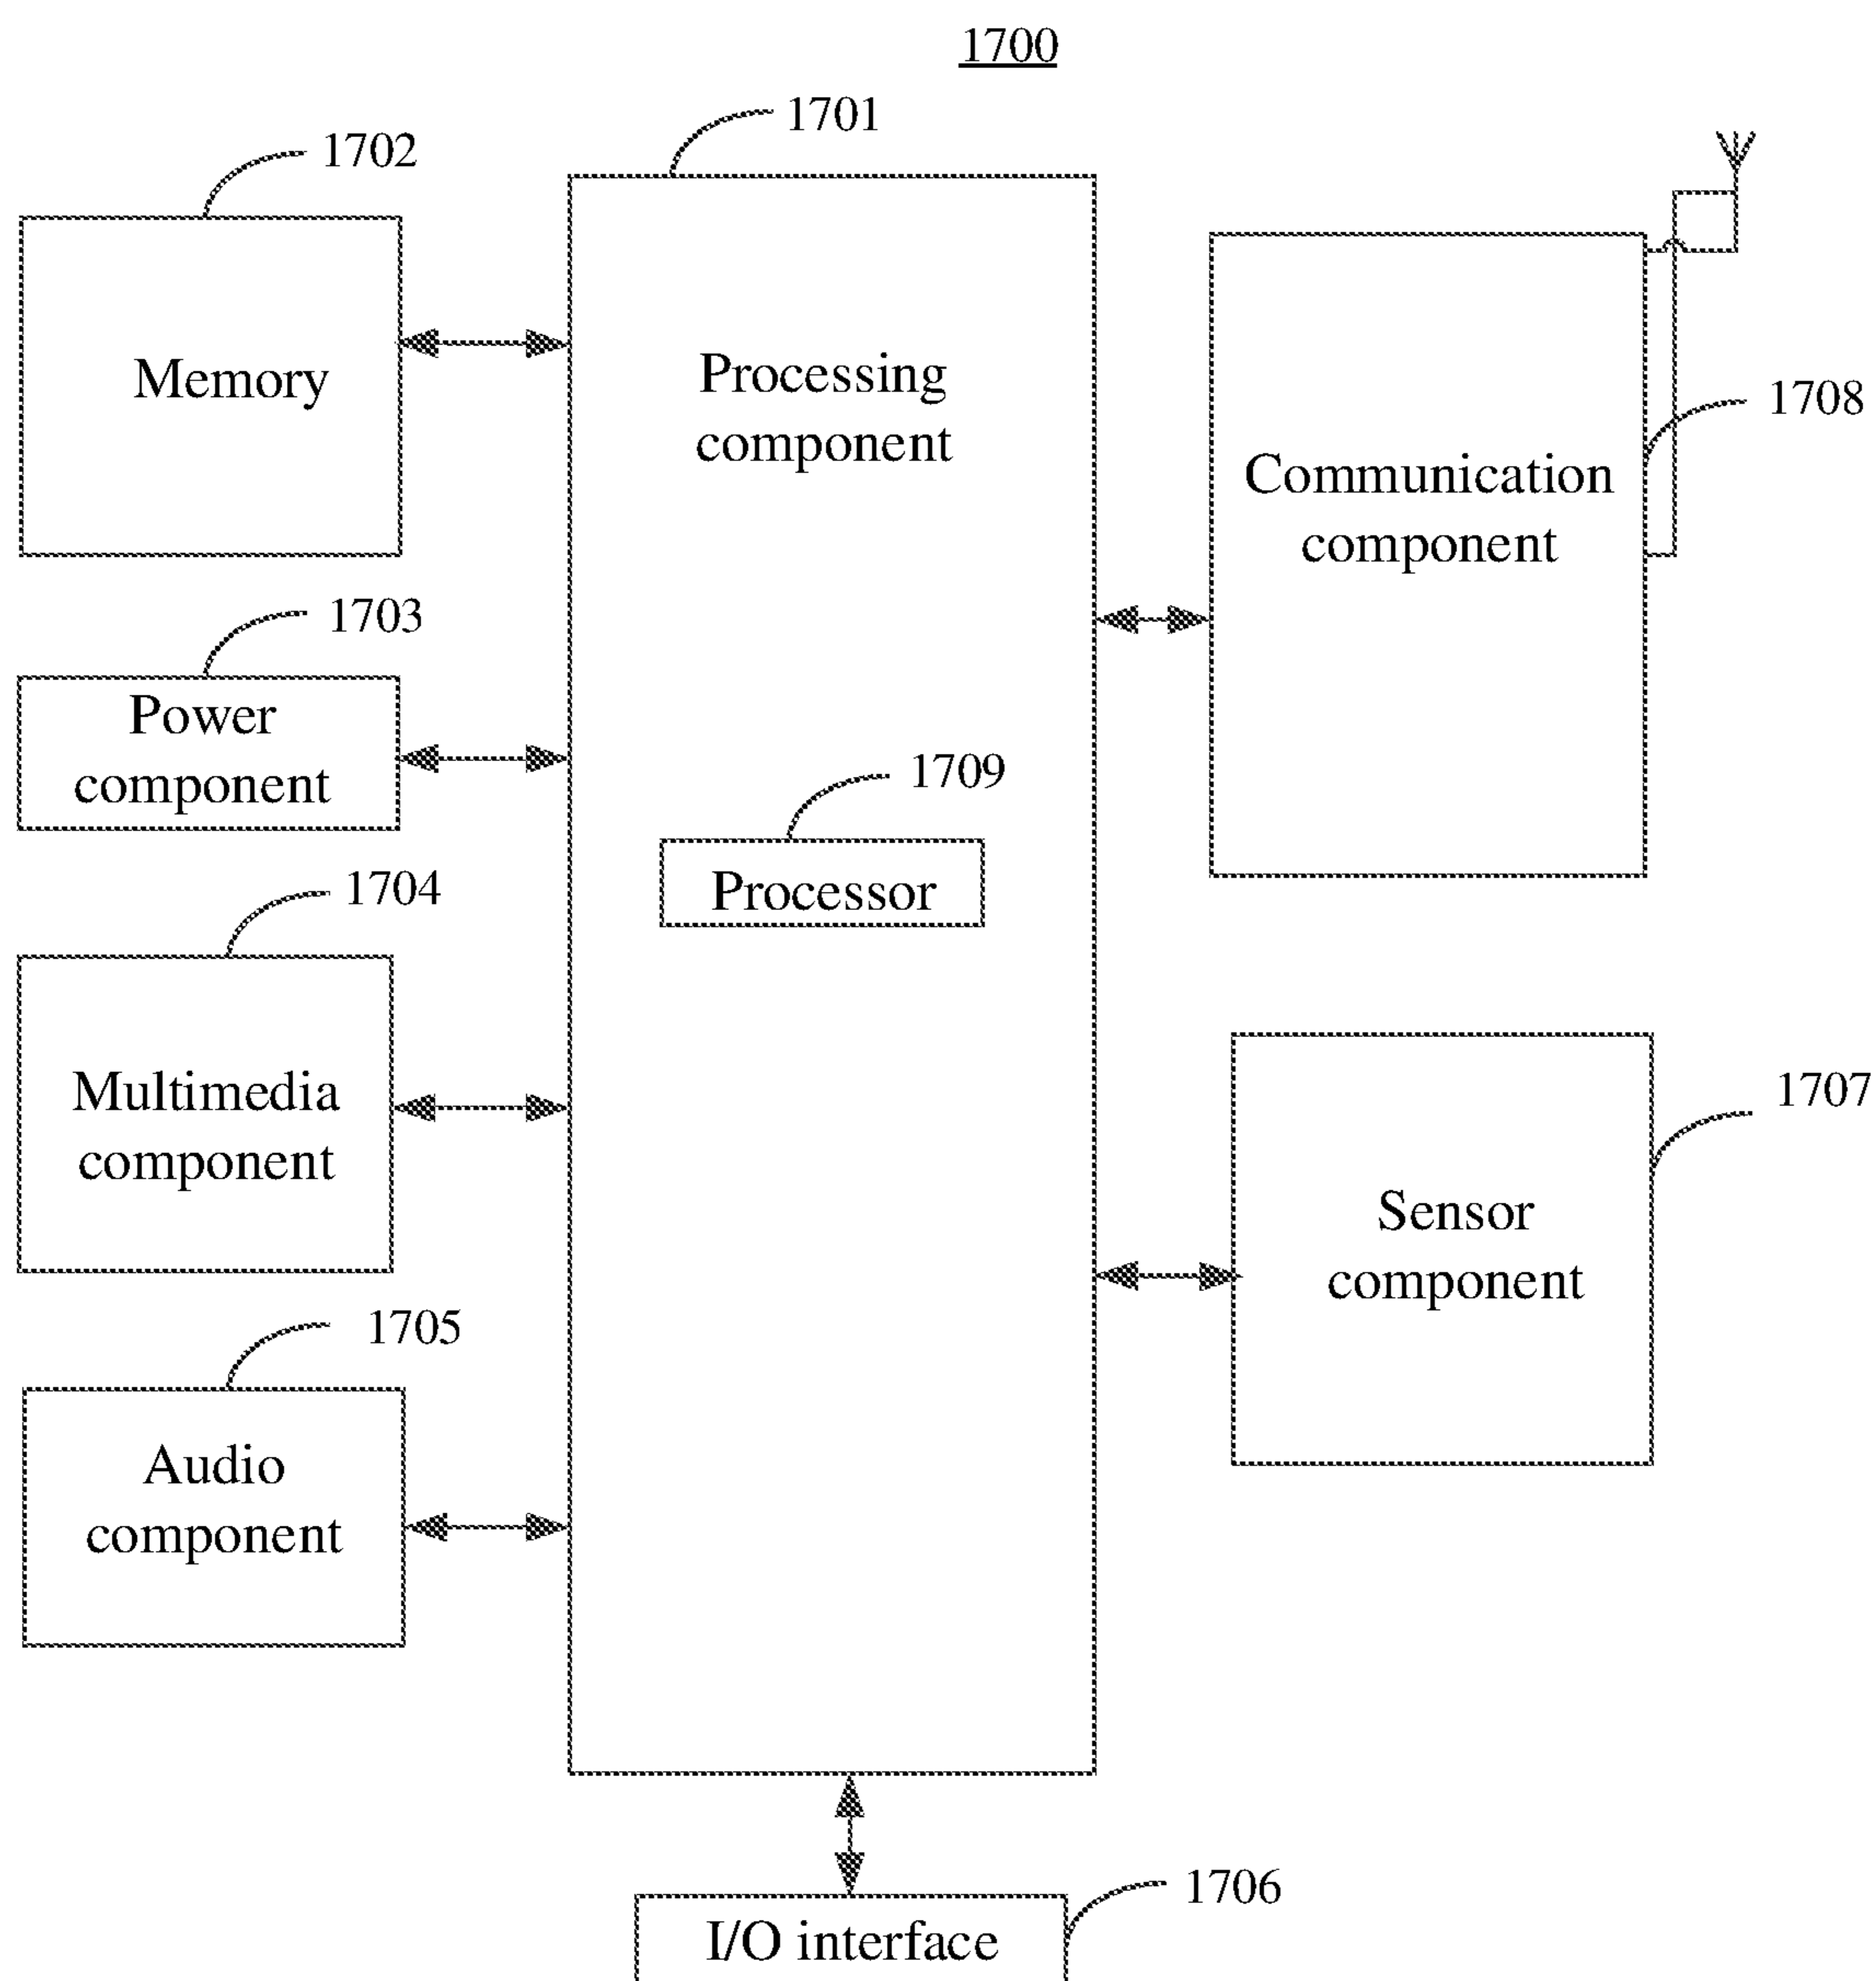 1700
1701
1702
Memory
Processing
component
1708
Communication
component
1703
Power
component
1709
Processor
1704
Multimedia
component
1707
Sensor
component
1705
Audio
component
1706
I/O interface